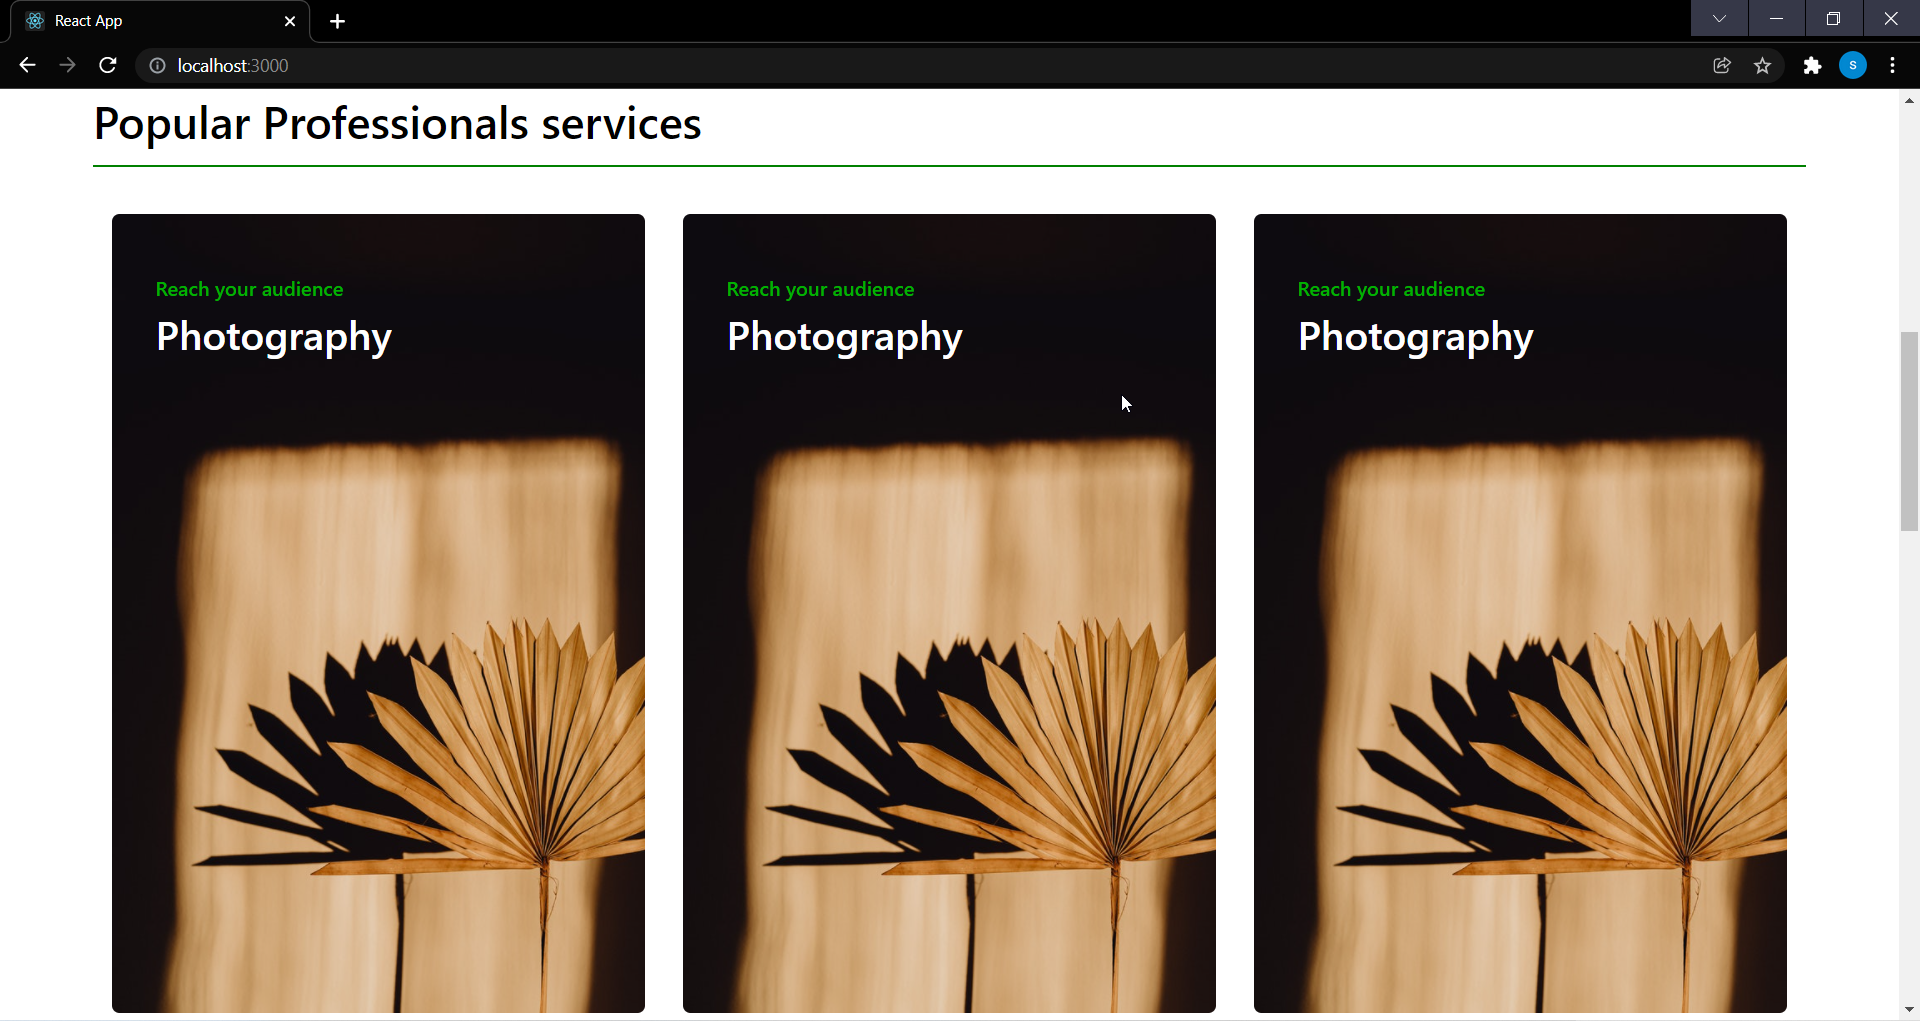 React App
localhost:3000
S
Popular Professionals services
Reach your audience
Photography
Reach your audience
Photography
Reach your audience
Photography